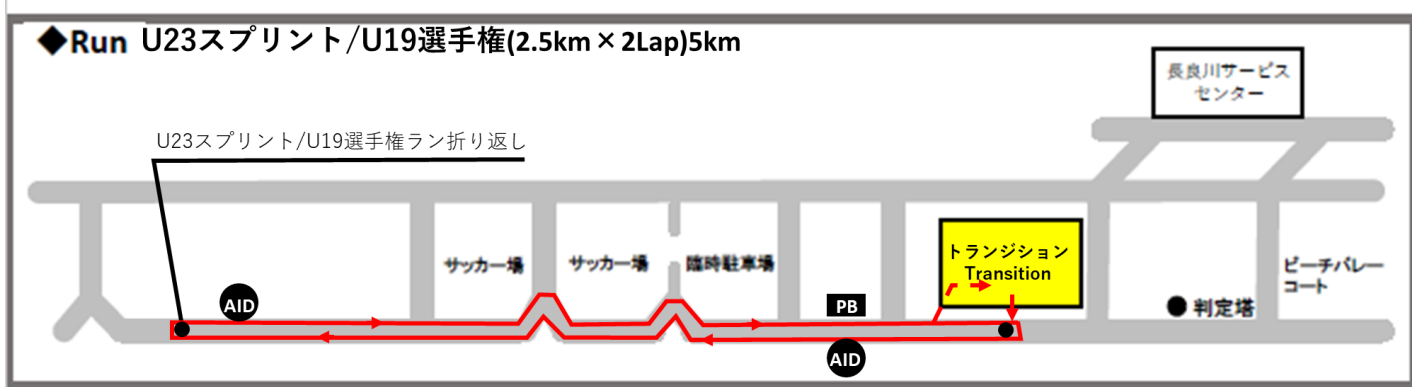 ◆Run U23スプリント/U19選手権(2.5km×2Lap)5km
長良川サービス
センター
U23スプリント/U19選手権ラン折り返し
サッカー場
サッカー場
臨時駐車場
トランジション
Transition
ビーチバレー
コート
AID
PB
判定塔
AID